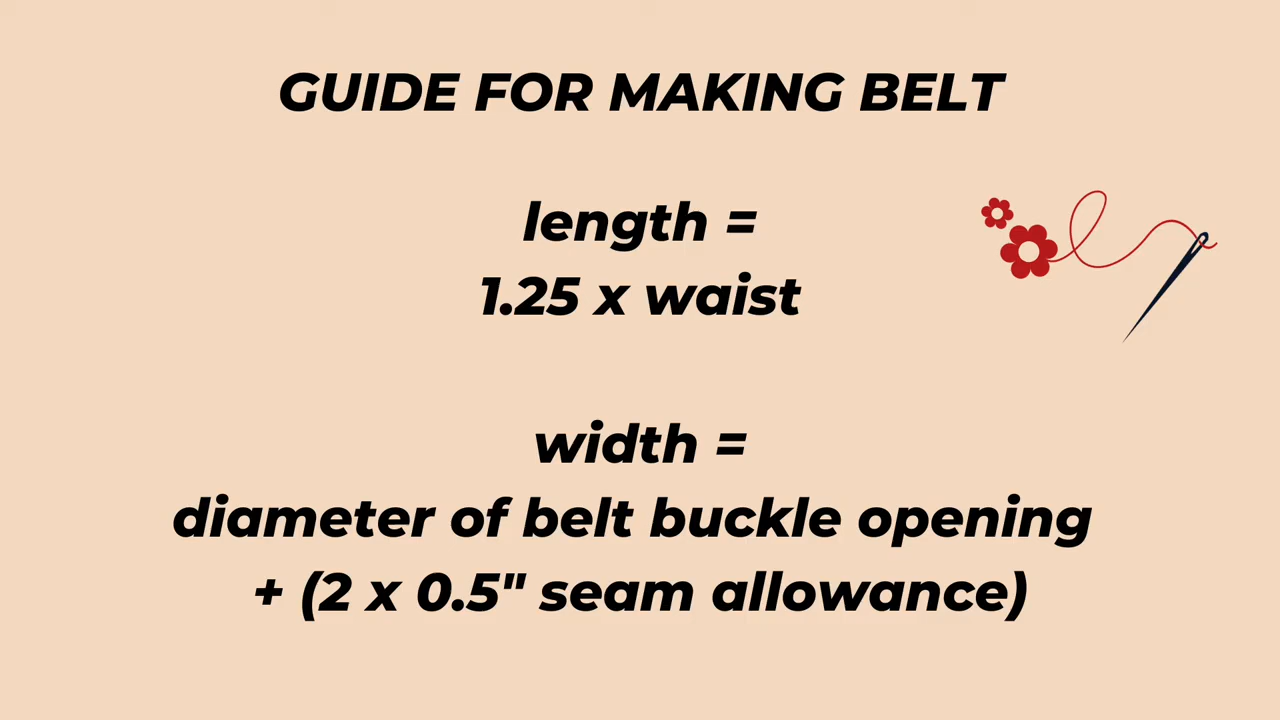 GUIDE FOR MAKING BELT
length =
1.25 x waist
width =
diameter of belt buckle opening
+ (2 x 0.5" seam allowance)